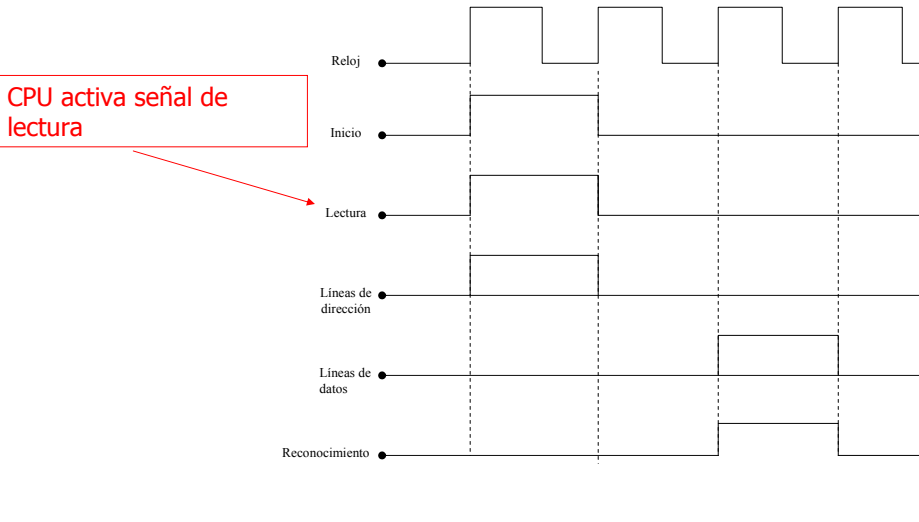 Reloj
CPU activa señal de
lectura
Inicio
Lectura
Líneas de
dirección
Líneas de
datos
Reconocimiento